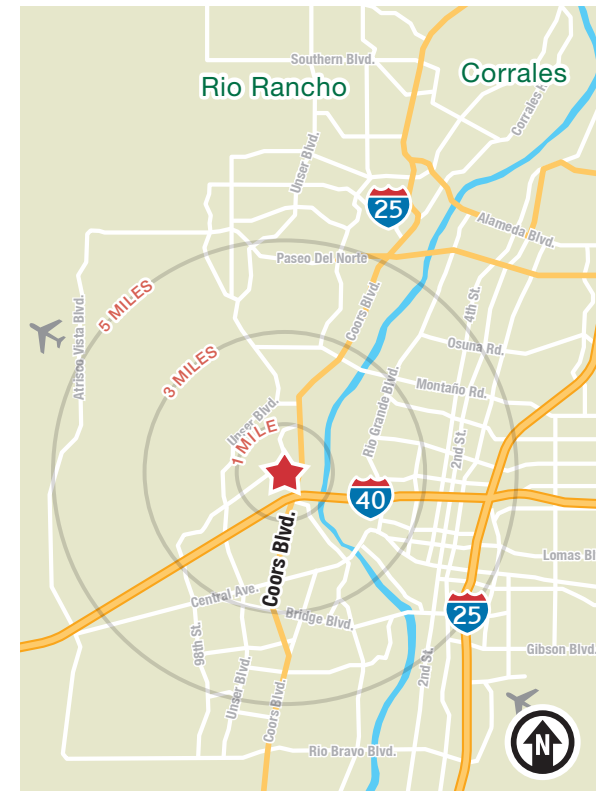 Southern Blvd.
Corrales
Rio Rancho
Corrales R
Unser Blvd.
25
Alameda Blvd.
Paseo Del Norte
5 MILES
4th St.
Coors Blvd.
Atrisco Vista Blvd.
Osuna Rd.
3 MILES
Montaño Rd.
Rio Grande Blvd.
Unser Blvd.
1 MILE
2nd St.
40
Coors Blvd.
Lomas Bl
Central Ave.
25
Bridge Blvd.
98th St.
Gibson Blvd.
2nd St.
Unser Blvd.
Coors Blvd.
N
Rio Bravo Blvd.